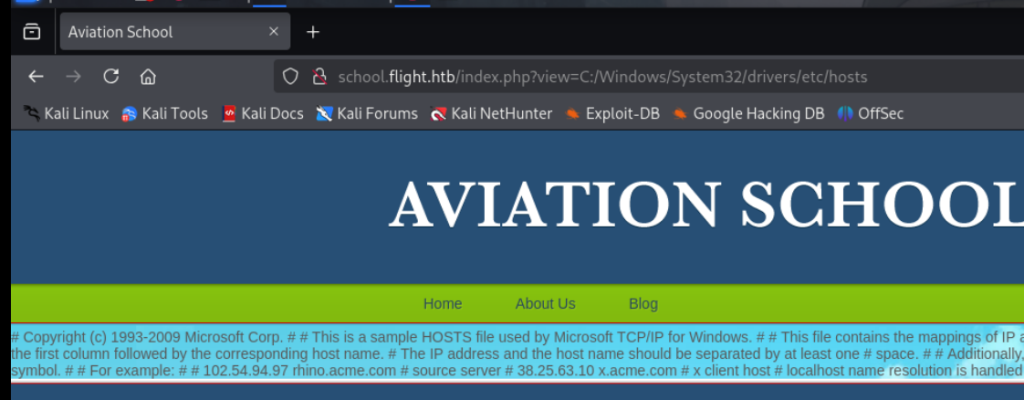 Aviation School
school.flight.htb/index.php?view=C:/Windows/System32/drivers/etc/hosts
Kali Linux Kali Tools Kali Docs Kali Forums Kali NetHunter Exploit-DB Google Hacking DB OffSec
AVIATION SCHOOL
Home About Us Blog
# Copyright (c) 1993-2009 Microsoft Corp. # # This is a sample HOSTS file used by Microsoft TCP/IP for Windows. # # This file contains the mappings of IP a
the first column followed by the corresponding host name. # The IP address and the host name should be separated by at least one # space. # # Additionally,
symbol. # # For example: # # 102.54.94.97 rhino.acme.com # source server # 38.25.63.10 x.acme.com # x client host # localhost name resolution is handled